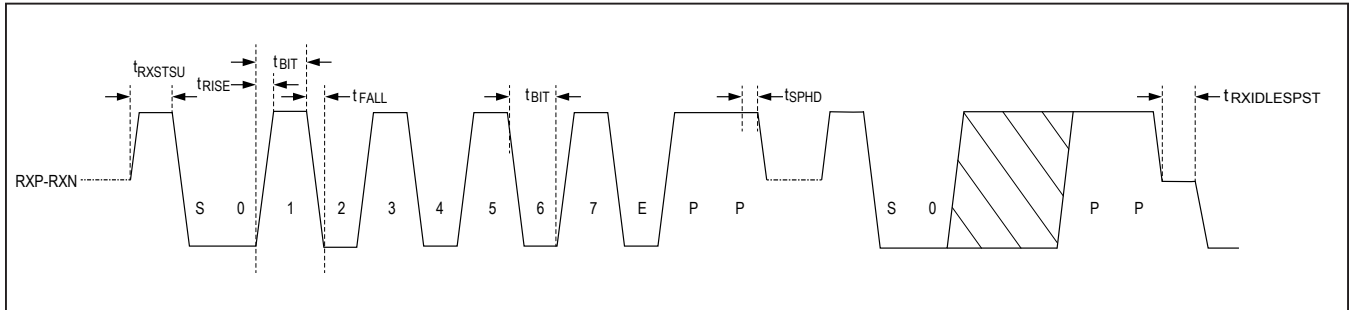 tRXSTSU
tRISE
tBIT
tFALL
tBIT
tSPHD
tRXIDLESPST
RXP-RXN
S 0 1 2 3 4 5 6 7 E P P S 0 P P